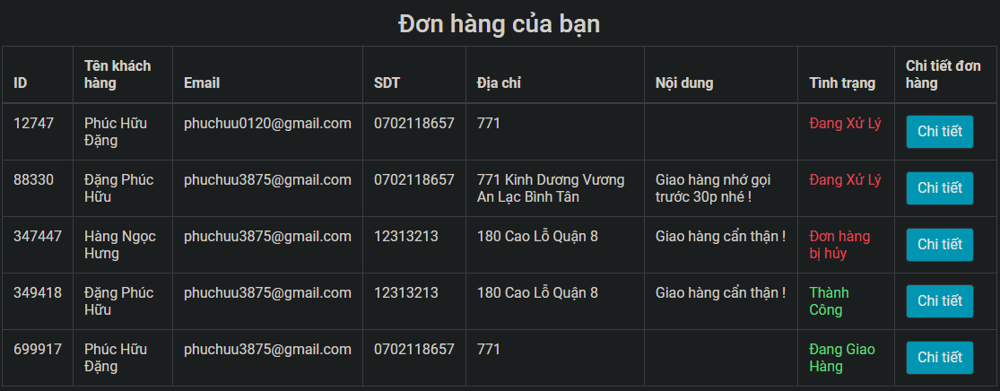 Đơn hàng của bạn
ID Tên khách hàng Email SDT Địa chỉ Nội dung Tình trạng Chi tiết đơn hàng
12747 Phúc Hữu Đặng phuchuu0120@gmail.com 0702118657 771 Đang Xử Lý Chi tiết
88330 Đặng Phúc Hữu phuchuu3875@gmail.com 0702118657 771 Kinh Dương Vương An Lạc Bình Tân Giao hàng nhớ gọi trước 30p nhé ! Đang Xử Lý Chi tiết
347447 Hàng Ngọc Hưng phuchuu3875@gmail.com 12313213 180 Cao Lỗ Quận 8 Giao hàng cẩn thận ! Đơn hàng bị hủy Chi tiết
349418 Đặng Phúc Hữu phuchuu3875@gmail.com 12313213 180 Cao Lỗ Quận 8 Giao hàng cẩn thận ! Thành Công Chi tiết
699917 Phúc Hữu Đặng phuchuu3875@gmail.com 0702118657 771 Đang Giao Hàng Chi tiết